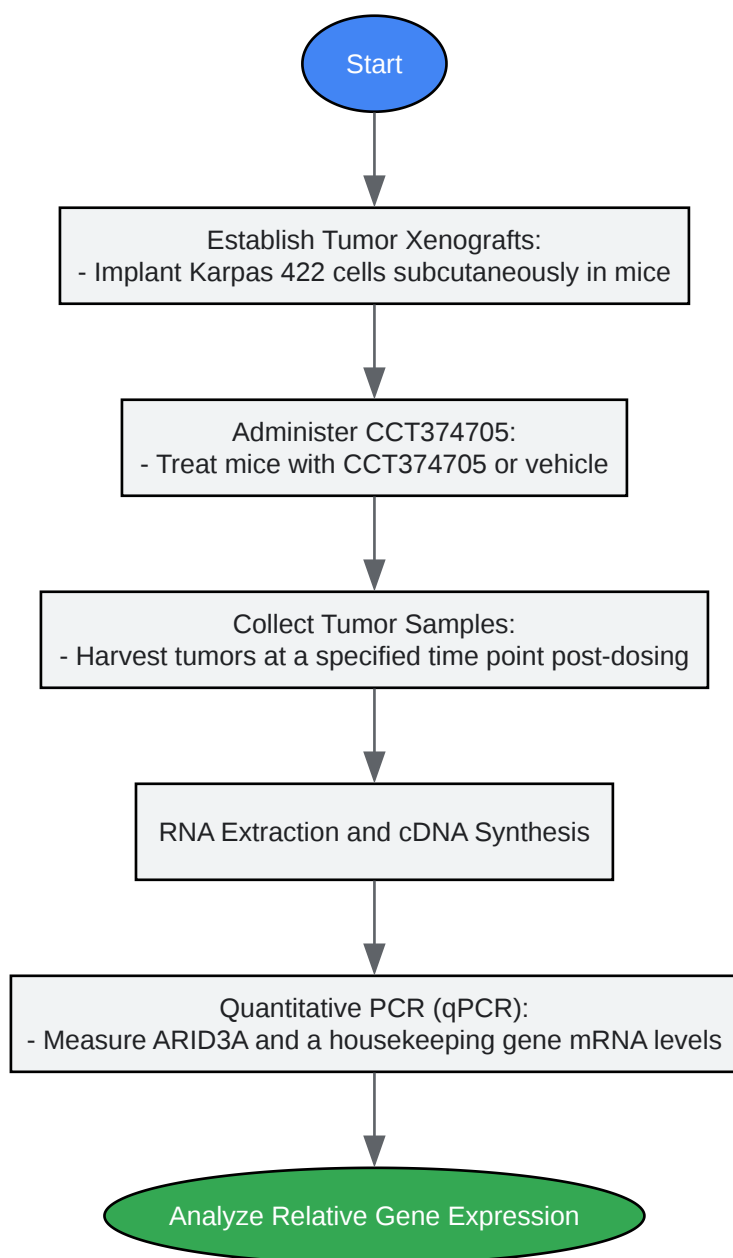 Start
Establish Tumor Xenografts:
- Implant Karpas 422 cells subcutaneously in mice
Administer CCT374705:
- Treat mice with CCT374705 or vehicle
Collect Tumor Samples:
- Harvest tumors at a specified time point post-dosing
RNA Extraction and cDNA Synthesis
Quantitative PCR (qPCR):
- Measure ARID3A and a housekeeping gene mRNA levels
Analyze Relative Gene Expression